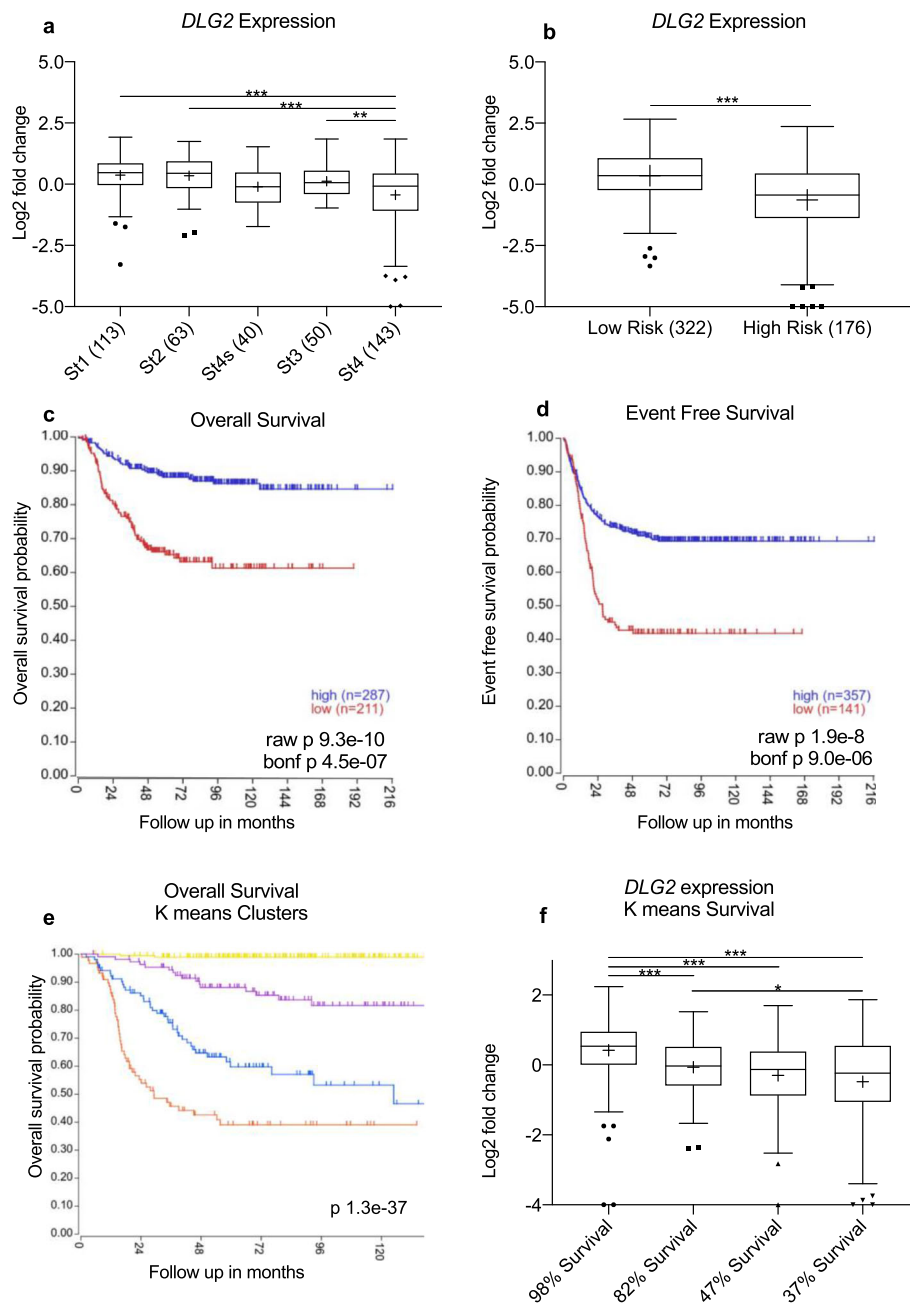 a
DLG2 Expression
5.0
2.5
0.0
-2.5
-5.0
Log2 fold change
***
***
**
St1 (113)
St2 (63)
St4s (40)
St3 (50)
St4 (143)
b
DLG2 Expression
5.0
2.5
0.0
-2.5
-5.0
Log2 fold change
***
Low Risk (322)
High Risk (176)
c
Overall Survival
1.00
0.90
0.80
0.70
0.60
0.50
0.40
0.30
0.20
0.10
0.00
Overall survival probability
high (n=287)
low (n=211)
raw p 9.3e-10
bonf p 4.5e-07
0
24
48
72
96
120
144
168
192
216
Follow up in months
d
Event Free Survival
1.00
0.90
0.80
0.70
0.60
0.50
0.40
0.30
0.20
0.10
0.00
Event free survival probability
high (n=357)
low (n=141)
raw p 1.9e-8
bonf p 9.0e-06
0
24
48
72
96
120
144
168
192
216
Follow up in months
e
Overall Survival
K means Clusters
1.00
0.90
0.80
0.70
0.60
0.50
0.40
0.30
0.20
0.10
0.00
Overall survival probability
p 1.3e-37
0
24
48
72
96
120
Follow up in months
f
DLG2 expression
K means Survival
2
0
-2
-4
Log2 fold change
***
***
***
*
98% Survival
82% Survival
47% Survival
37% Survival